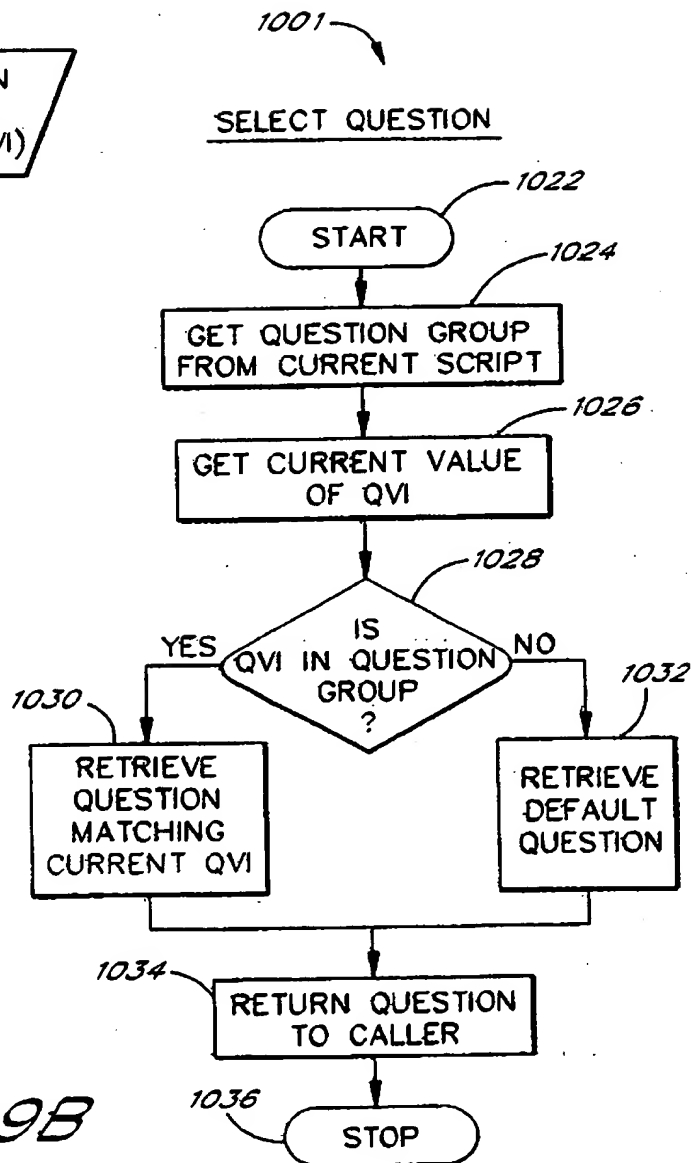 1001
N
VI)
SELECT QUESTION
1022
START
1024
GET QUESTION GROUP
FROM CURRENT SCRIPT
1026
GET CURRENT VALUE
OF QVI
1028
IS
QVI IN QUESTION
GROUP
?
YES
NO
1030
1032
RETRIEVE
QUESTION
MATCHING
CURRENT QVI
RETRIEVE
DEFAULT
QUESTION
1034
RETURN QUESTION
TO CALLER
1036
STOP
9B